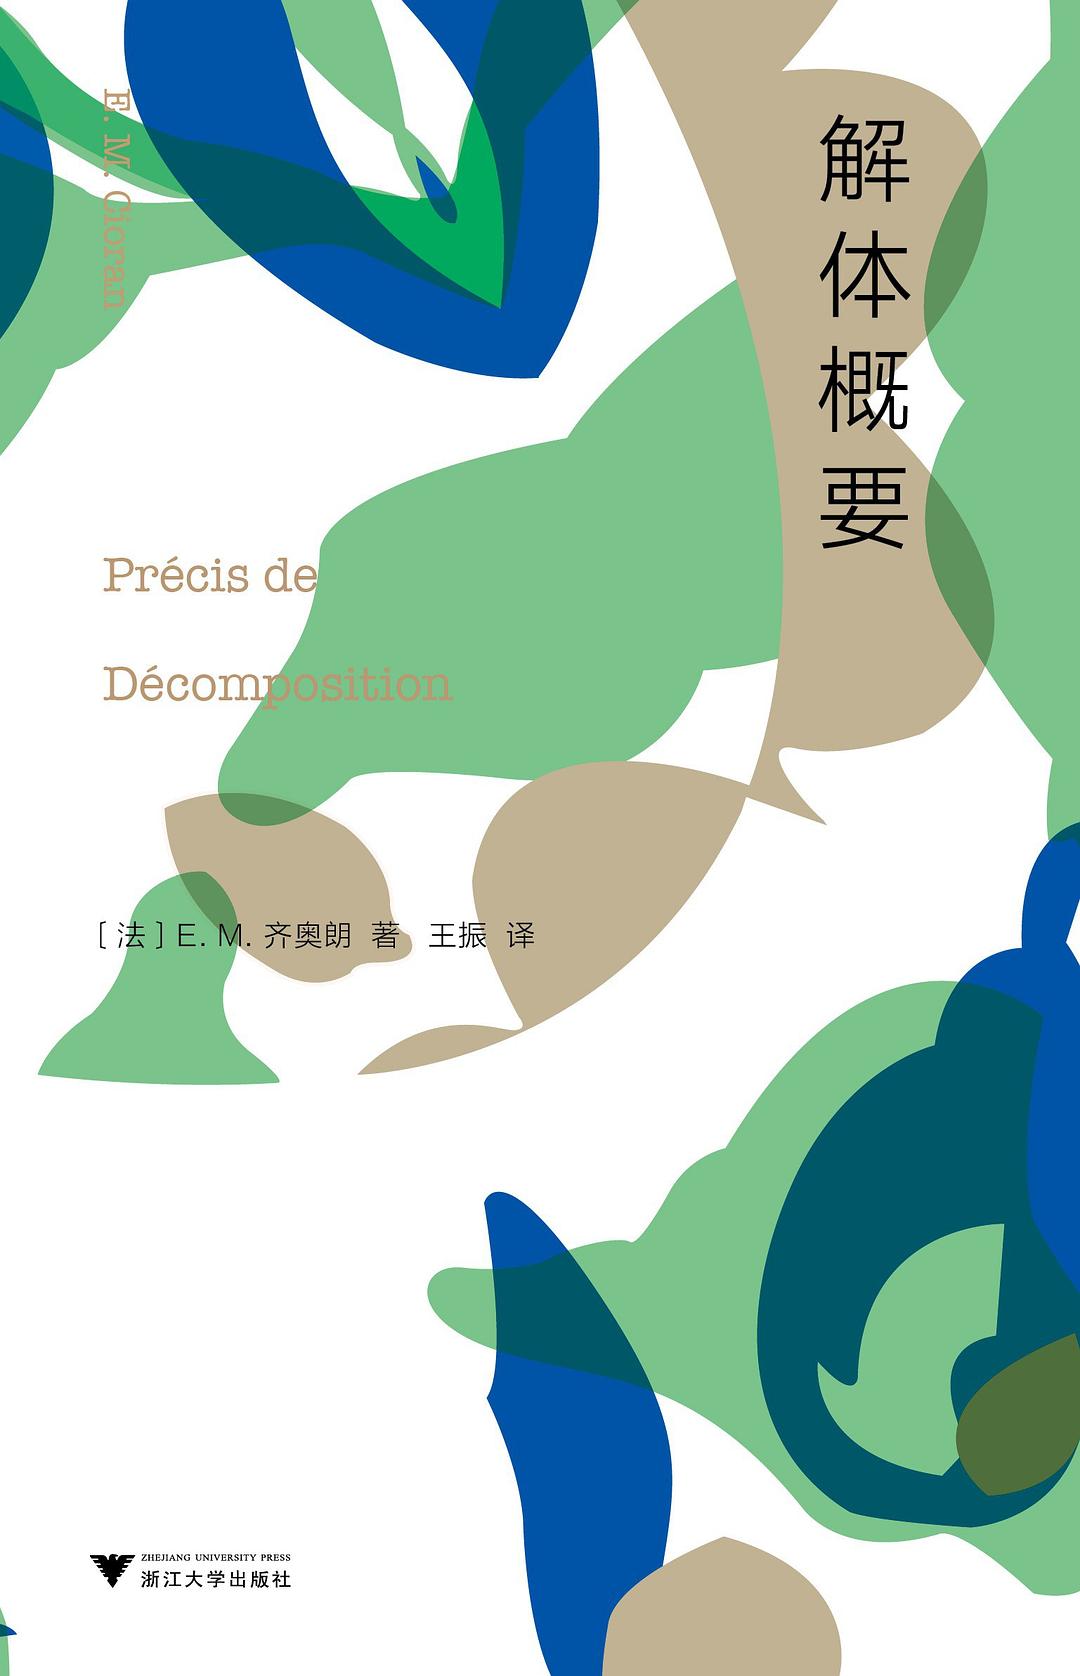 解体概要
E. M. Cioran
Précis de
Décomposition
［法］E. M. 齐奥朗 著 王振 译
ZHEJIANG UNIVERSITY PRESS
浙江大学出版社